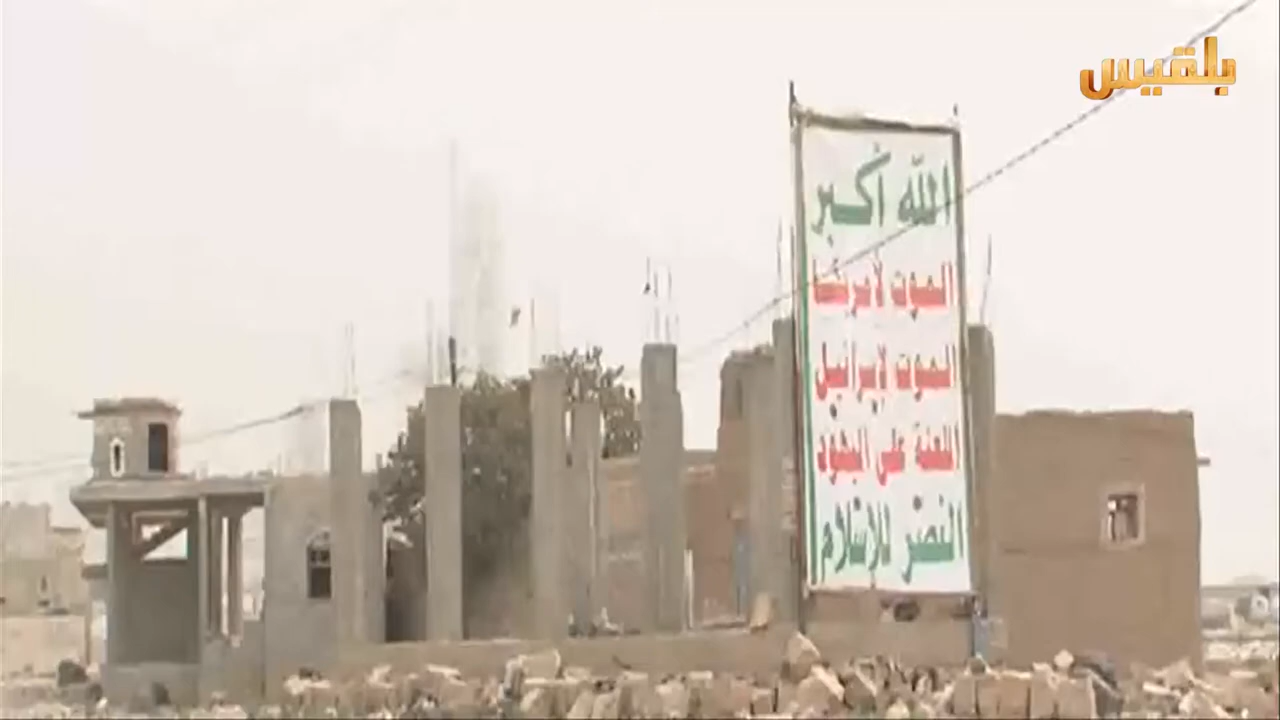 بلقيس
الله أكبر
الموت لأمريكا
الموت لإسرائيل
اللعنة على اليهود
النصر للإسلام